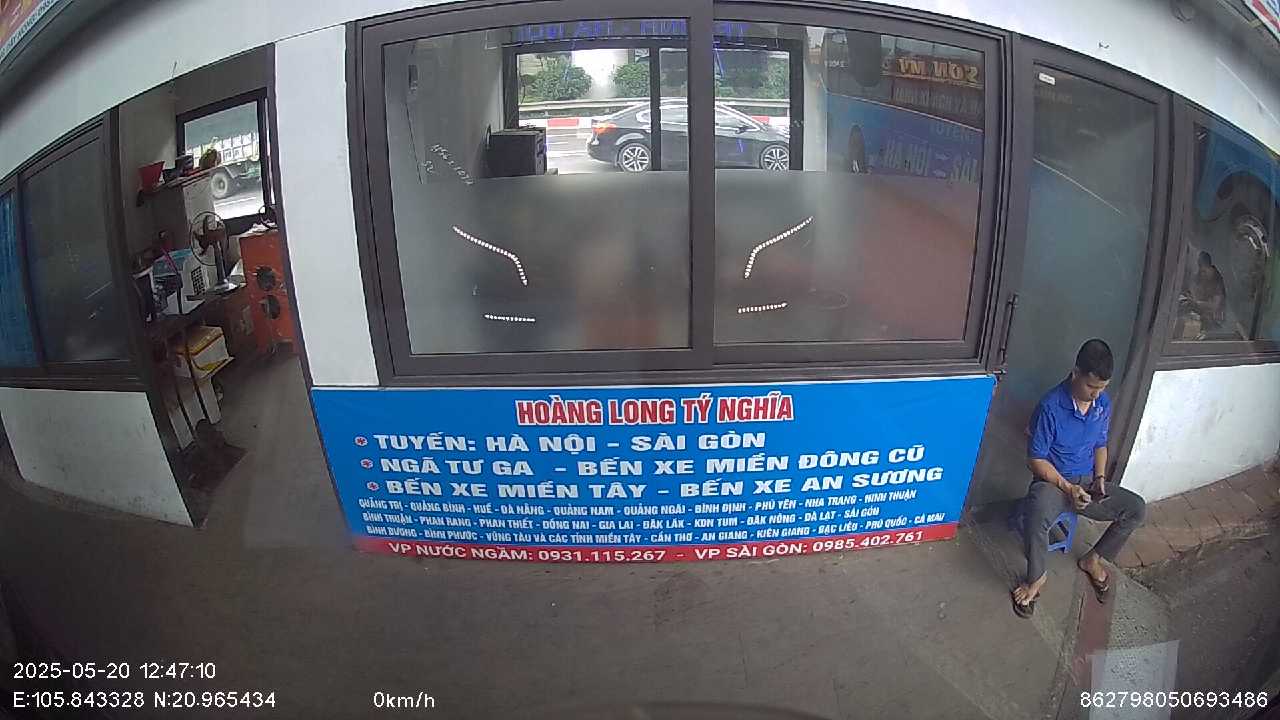 SƠN MỸ
HOÀNG LONG TÝ NGHĨA
TUYẾN: HÀ NỘI - SÀI GÒN
NGÃ TƯ GA - BẾN XE MIỀN ĐÔNG CŨ
BẾN XE MIỀN TÂY - BẾN XE AN SƯƠNG
QUẢNG TRỊ - QUẢNG BÌNH - HUẾ - ĐÀ NẴNG - QUẢNG NAM - QUẢNG NGÃI - BÌNH ĐỊNH - PHÚ YÊN - NHA TRANG - NINH THUẬN
BÌNH THUẬN - PHAN RANG - PHAN THIẾT - ĐỒNG NAI - GIA LAI - ĐĂK LĂK - KON TUM - ĐĂK NÔNG - ĐÀ LẠT - SÀI GÒN
BÌNH DƯƠNG - BÌNH PHƯỚC - VŨNG TÀU VÀ CÁC TỈNH MIỀN TÂY - CẦN THƠ - AN GIANG - KIÊN GIANG - BẠC LIÊU - PHÚ QUỐC - CÀ MAU
VP NƯỚC NGẦM: 0931.115.267 - VP SÀI GÒN: 0985.402.761
2025-05-20 12:47:10
E:105.843328 N:20.965434 0km/h 862798050693486